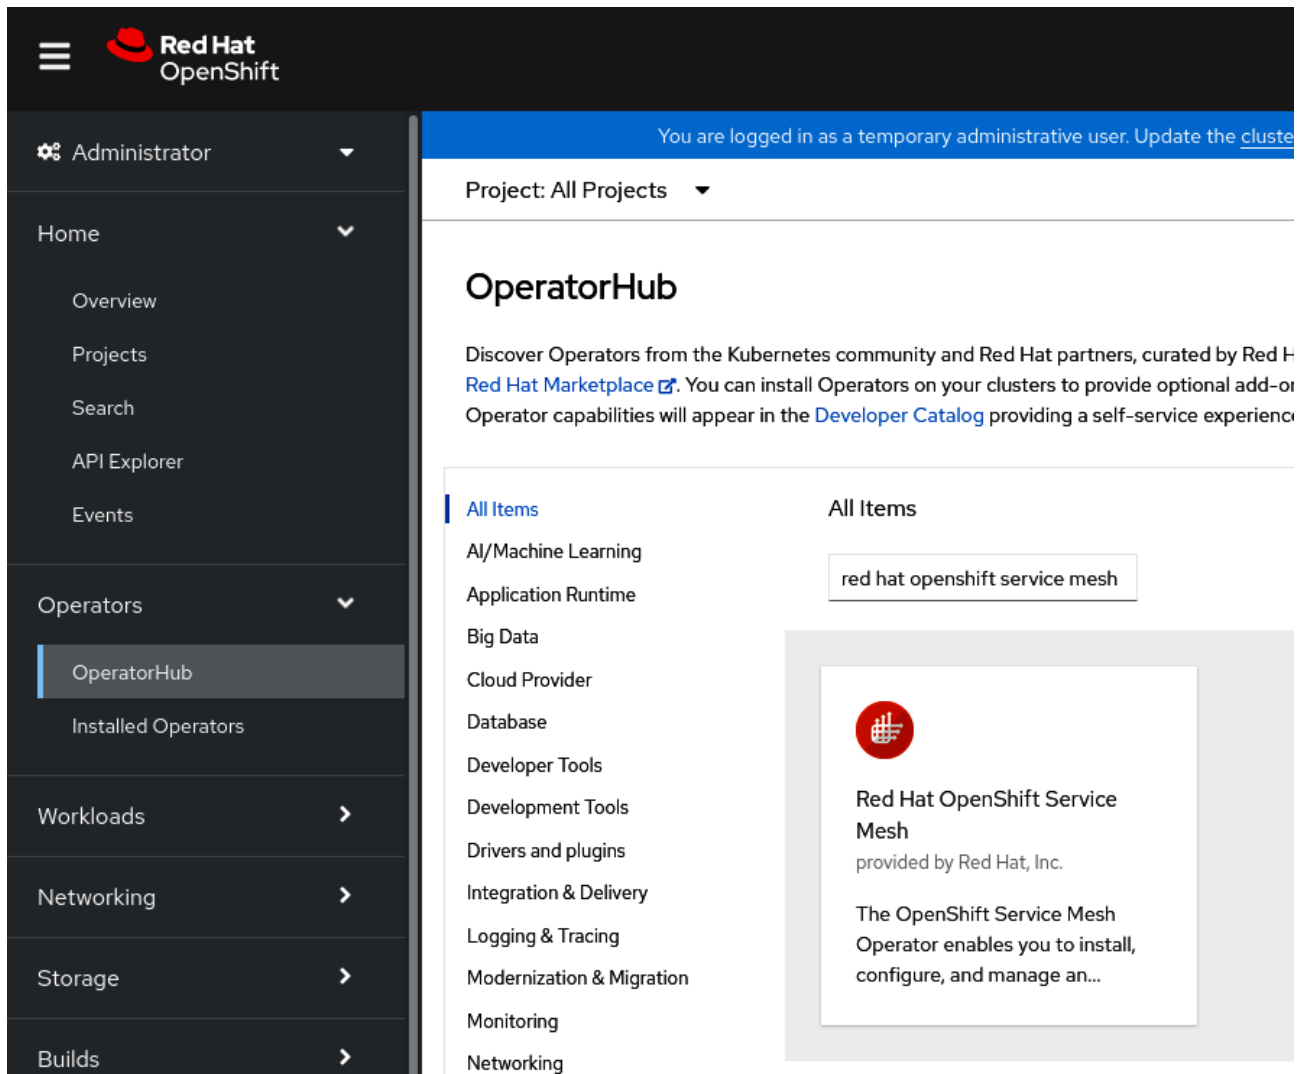 Red Hat
OpenShift
Administrator
Home
Overview
Projects
Search
API Explorer
Events
Operators
OperatorHub
Installed Operators
Workloads
Networking
Storage
Builds
You are logged in as a temporary administrative user. Update the
Project: All Projects
OperatorHub
Discover Operators from the Kubernetes community and Red Hat partners, curated by Red
Red Hat Marketplace. You can install Operators on your clusters to provide optional
Operator capabilities will appear in the Developer Catalog providing a self-service
All Items
AI/Machine Learning
Application Runtime
Big Data
Cloud Provider
Database
Developer Tools
Development Tools
Drivers and plugins
Integration & Delivery
Logging & Tracing
Modernization & Migration
Monitoring
Networking
All Items
red hat openshift service mesh
Red Hat OpenShift Service
Mesh
provided by Red Hat, Inc.
The OpenShift Service Mesh
Operator enables you to install,
configure, and manage an...